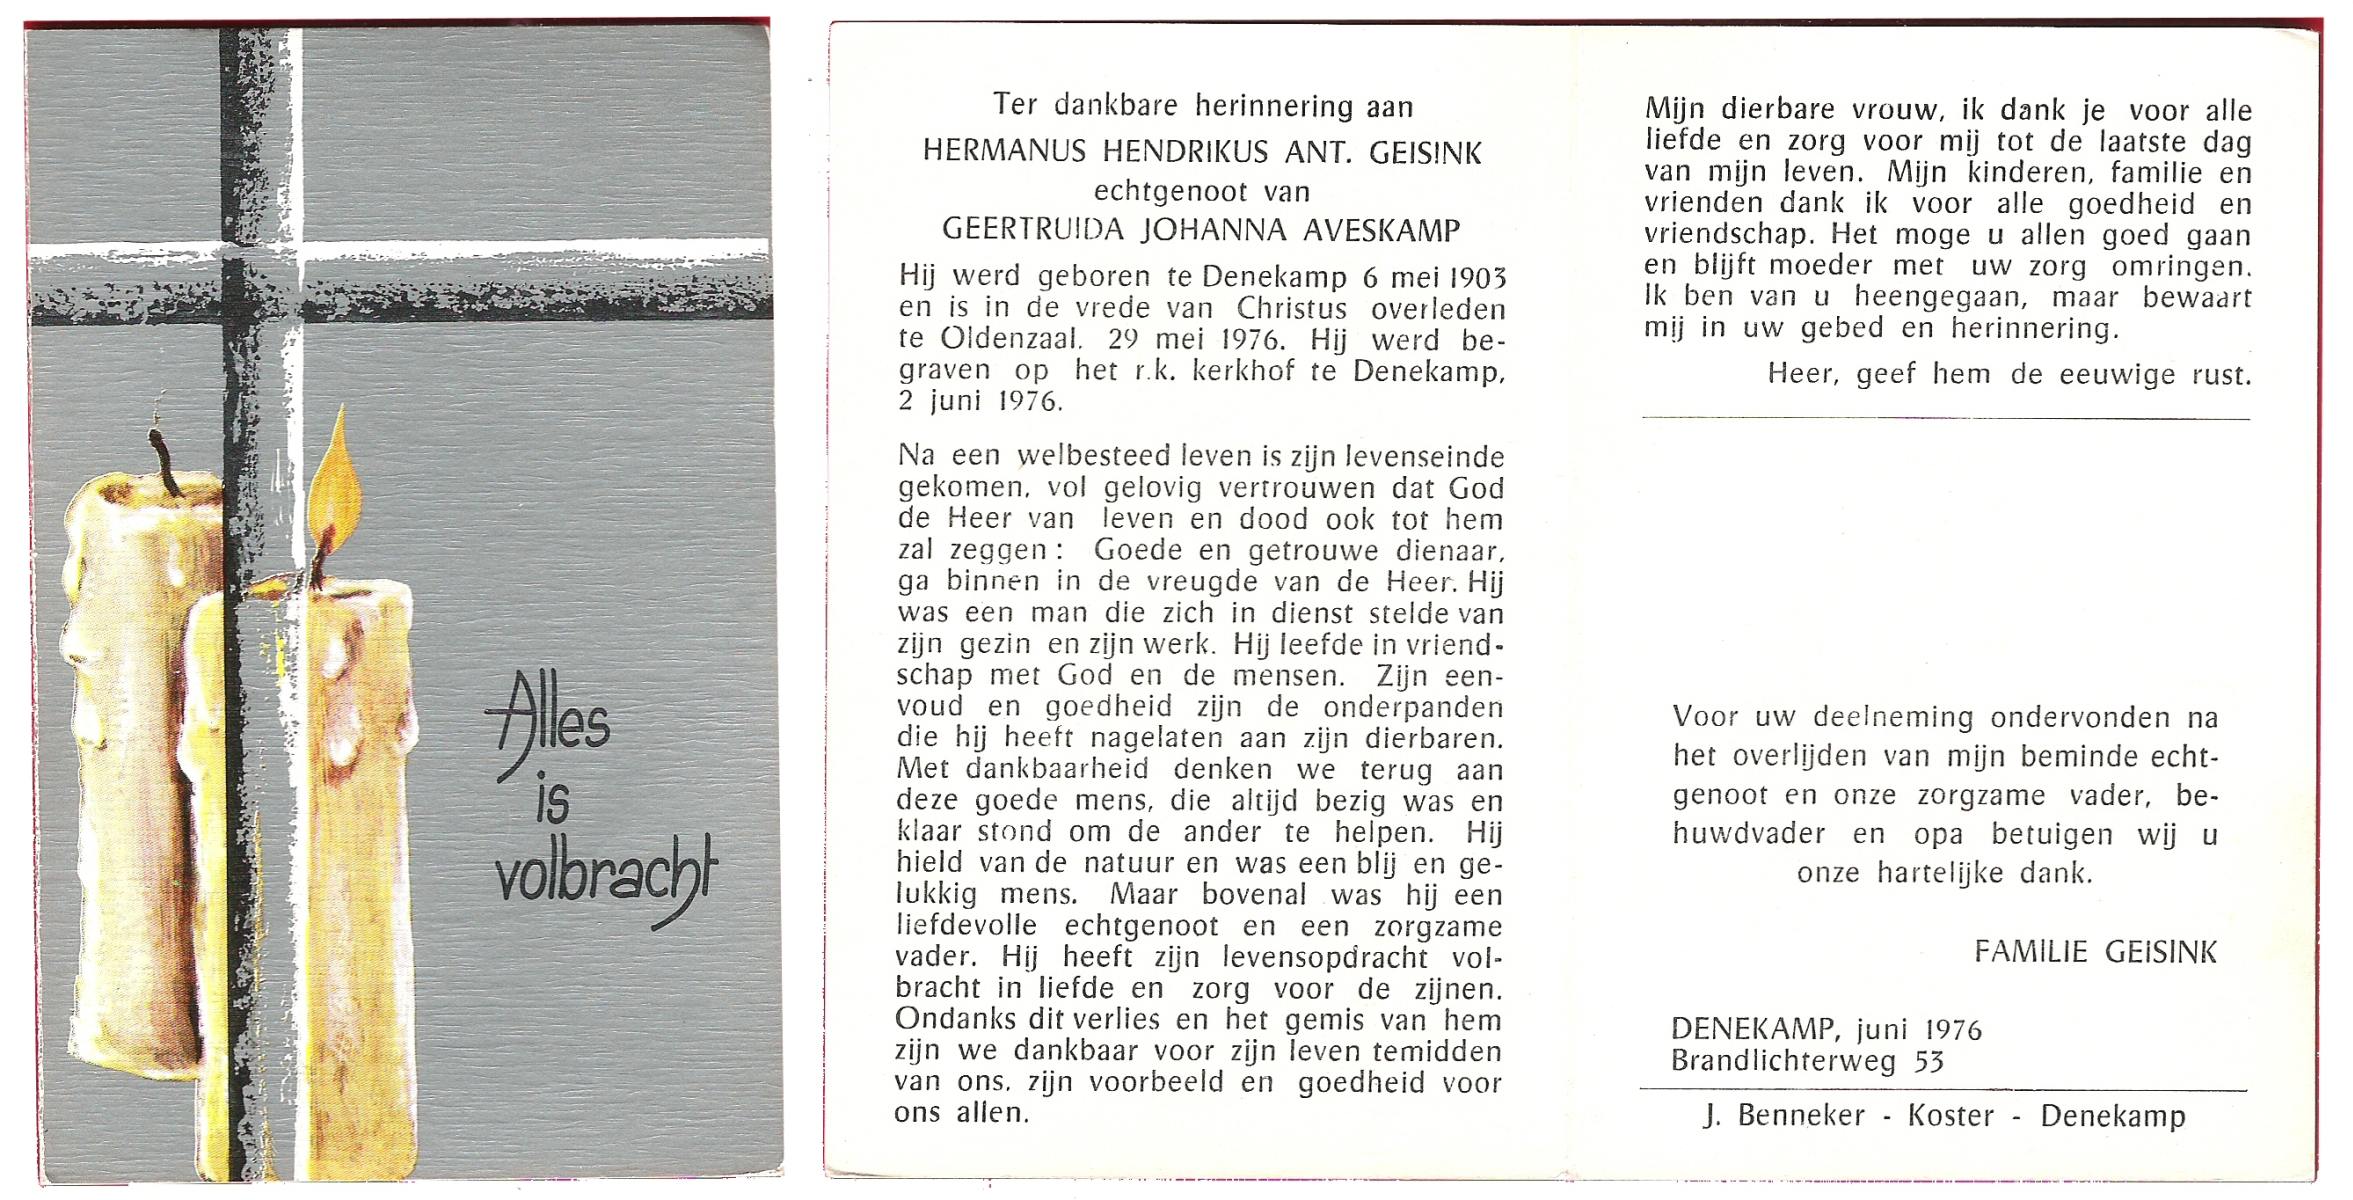 Alles
is
volbracht
Ter dankbare herinnering aan
HERMANUS HENDRIKUS ANT. GEISINK
echtgenoot van
GEERTRUIDA JOHANNA AVESKAMP
Hij werd geboren te Denekamp 6 mei 1903
en is in de vrede van Christus overleden
te Oldenzaal. 29 mei 1976. Hij werd be-
graven op het r.k. kerkhof te Denekamp,
2 juni 1976.
Na een welbesteed leven is zijn levenseinde
gekomen, vol gelovig vertrouwen dat God
de Heer van leven en dood ook tot hem
zal zeggen: Goede en getrouwe dienaar,
ga binnen in de vreugde van de Heer. Hij
was een man die zich in dienst stelde van
zijn gezin en zijn werk. Hij leefde in vriend-
schap met God en de mensen. Zijn een-
voud en goedheid zijn de onderpanden
die hij heeft nagelaten aan zijn dierbaren.
Met dankbaarheid denken we terug aan
deze goede mens, die altijd bezig was en
klaar stond om de ander te helpen. Hij
hield van de natuur en was een blij en ge-
lukkig mens. Maar bovenal was hij een
liefdevolle echtgenoot en een zorgzame
vader. Hij heeft zijn levensopdracht vol-
bracht in liefde en zorg voor de zijnen.
Ondanks dit verlies en het gemis van hem
zijn we dankbaar voor zijn leven temidden
van ons, zijn voorbeeld en goedheid voor
ons allen.
Mijn dierbare vrouw, ik dank je voor alle
liefde en zorg voor mij tot de laatste dag
van mijn leven. Mijn kinderen, familie en
vrienden dank ik voor alle goedheid en
vriendschap. Het moge u allen goed gaan
en blijft moeder met uw zorg omringen.
Ik ben van u heengegaan, maar bewaart
mij in uw gebed en herinnering.
Heer, geef hem de eeuwige rust.
Voor uw deelneming ondervonden na
het overlijden van mijn beminde echt-
genoot en onze zorgzame vader, be-
huwdvader en opa betuigen wij u
onze hartelijke dank.
FAMILIE GEISINK
DENEKAMP, juni 1976
Brandlichterweg 53
J. Benneker - Koster - Denekamp